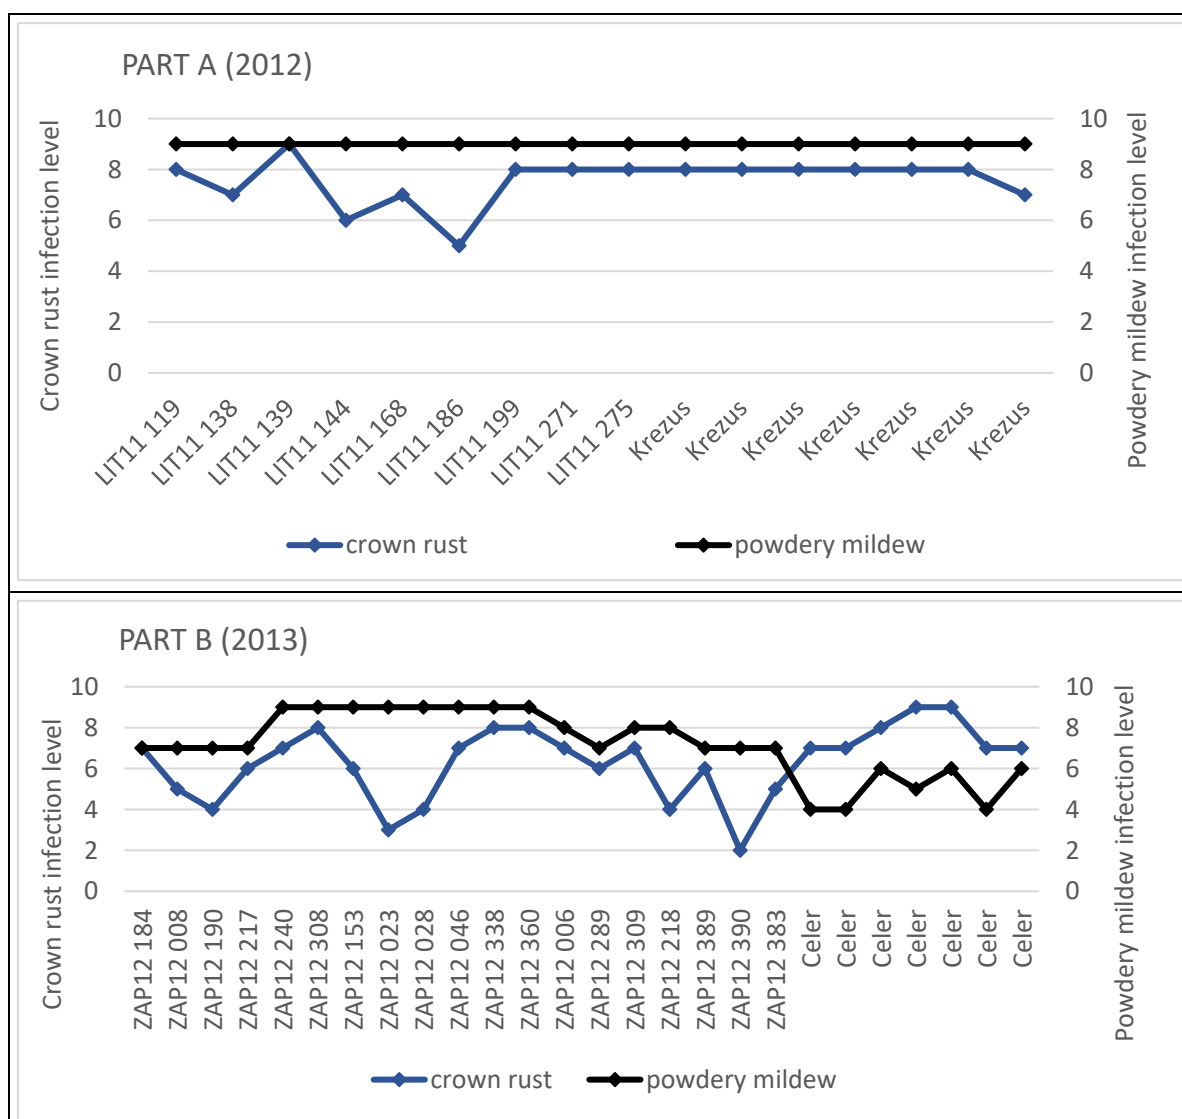 PART A (2012)
Crown rust infection level
10
8
6
4
2
0
10
8
6
4
2
0
Powdery mildew infection level
LIT11 119
LIT11 138
LIT11 139
LIT11 144
LIT11 168
LIT11 186
LIT11 199
LIT11 271
LIT11 275
Krezus
Krezus
Krezus
Krezus
Krezus
Krezus
Krezus
crown rust
powdery mildew
PART B (2013)
Crown rust infection level
10
8
6
4
2
0
10
8
6
4
2
0
Powdery mildew infection level
ZAP12 184
ZAP12 008
ZAP12 190
ZAP12 217
ZAP12 240
ZAP12 308
ZAP12 153
ZAP12 023
ZAP12 028
ZAP12 046
ZAP12 338
ZAP12 360
ZAP12 006
ZAP12 289
ZAP12 309
ZAP12 218
ZAP12 389
ZAP12 390
ZAP12 383
Celer
Celer
Celer
Celer
Celer
Celer
Celer
crown rust
powdery mildew